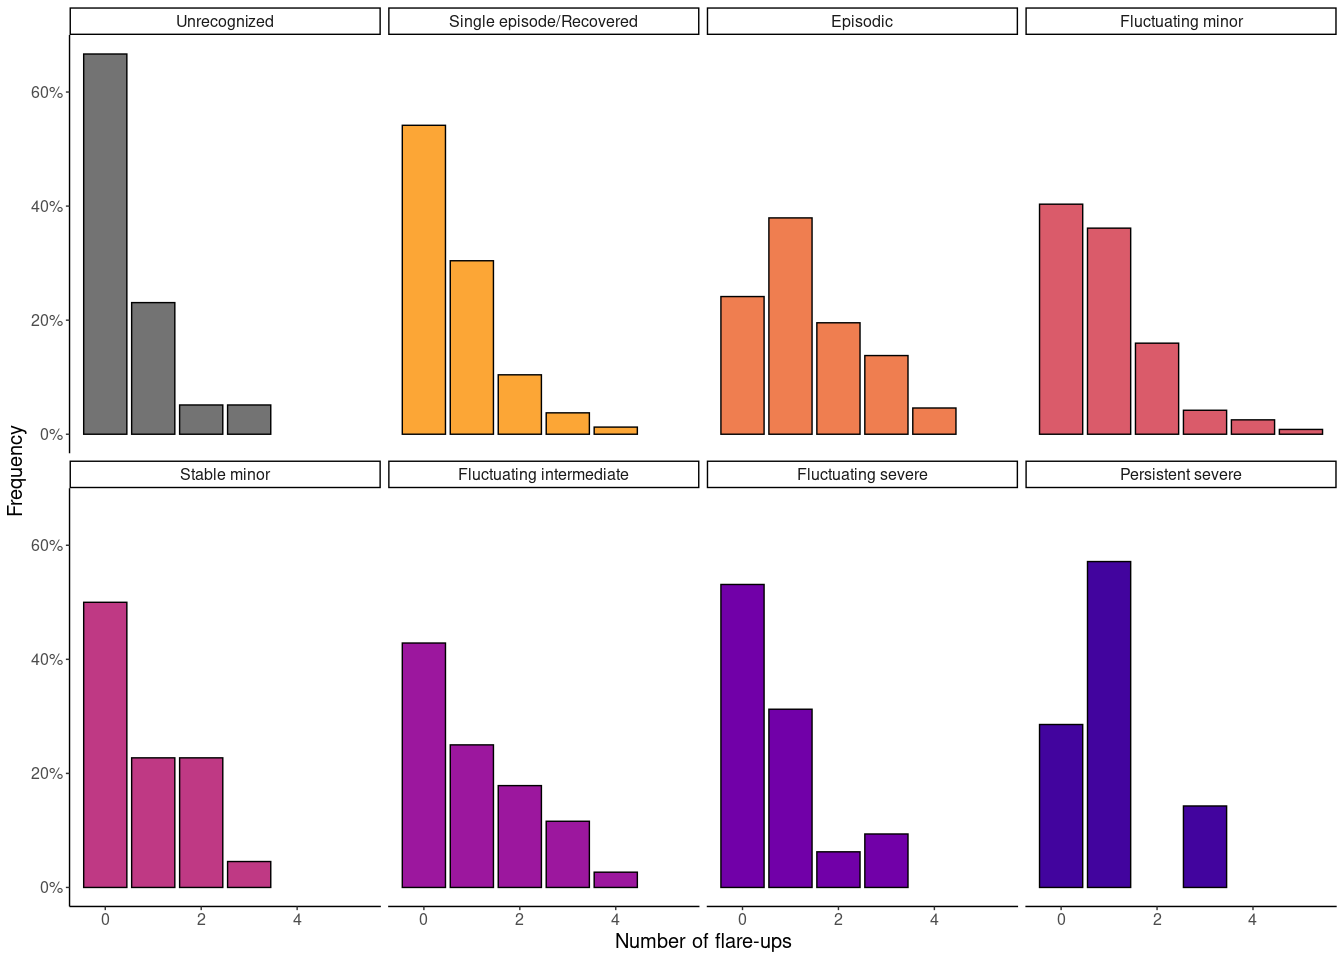 Unrecognized
Single episode/Recovered
Episodic
Fluctuating minor
60%
40%
20%
0%
Frequency
Stable minor
Fluctuating intermediate
Fluctuating severe
Persistent severe
60%
40%
20%
0%
0 2 4
0 2 4
0 2 4
0 2 4
Number of flare-ups